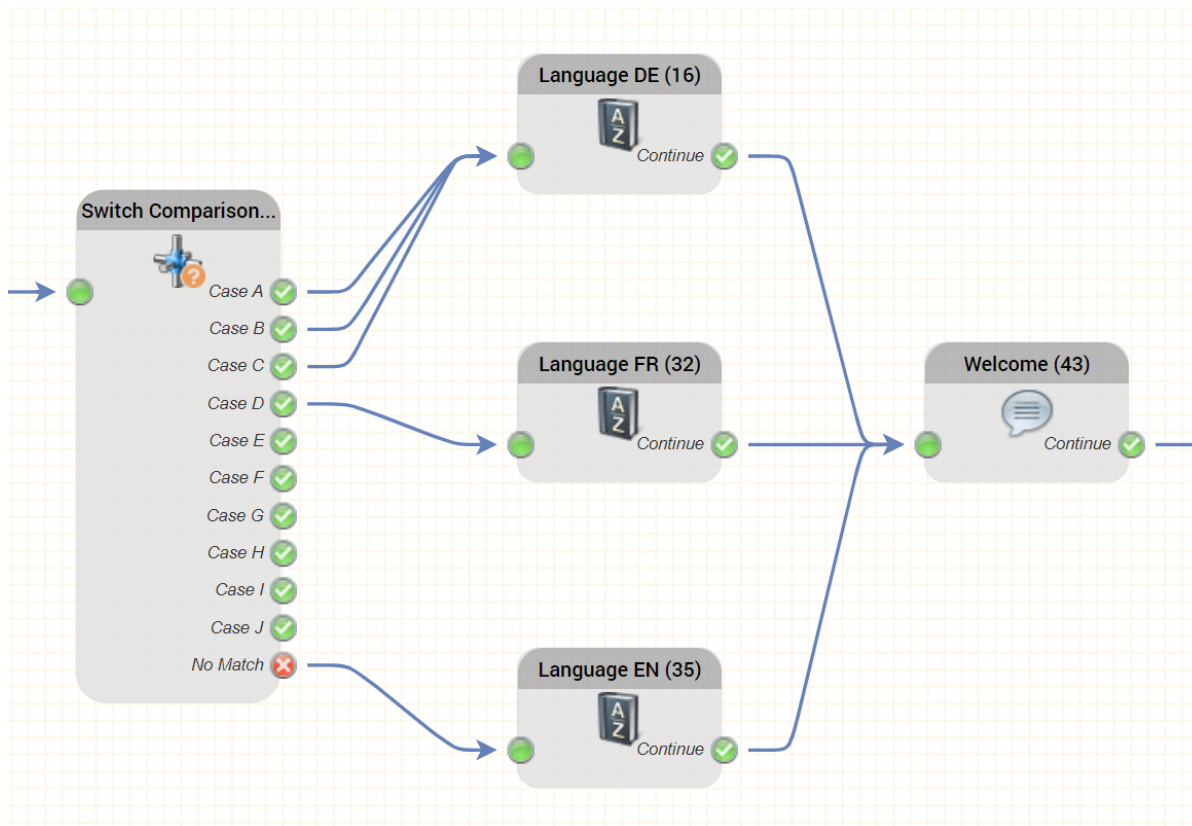 Language DE (16)
A
Z
Continue
Switch Comparison...
?
Case A
Case B
Case C
Case D
Case E
Case F
Case G
Case H
Case I
Case J
No Match
Language FR (32)
A
Z
Continue
Welcome (43)
Continue
Language EN (35)
A
Z
Continue